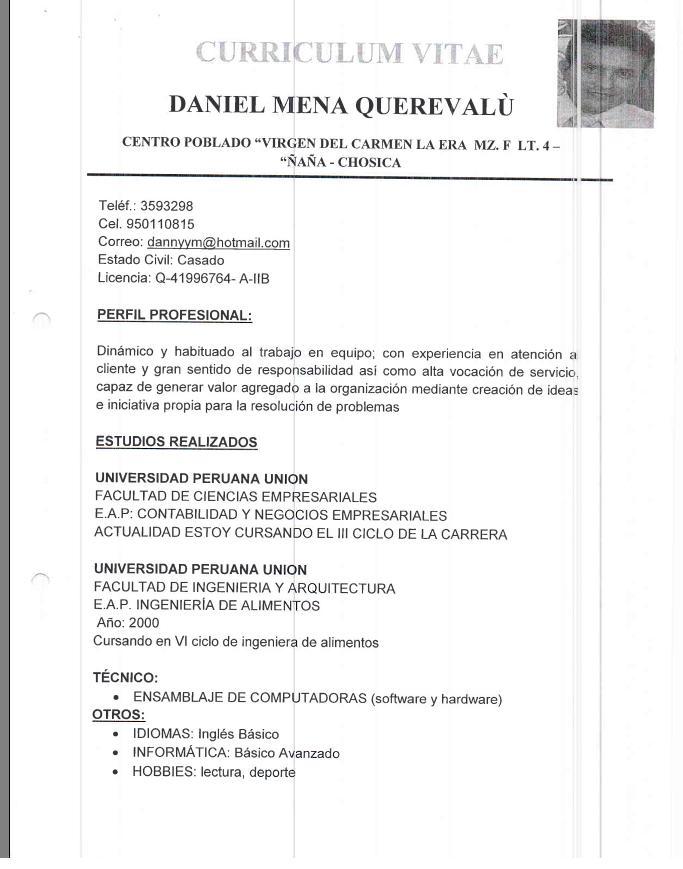 CURRICULUM VITAE
DANIEL MENA QUEREVALÙ
CENTRO POBLADO “VIRGEN DEL CARMEN LA ERA MZ. F LT. 4 –
“ÑAÑA - CHOSICA
Teléf.: 3593298
Cel. 950110815
Correo: dannyym@hotmail.com
Estado Civil: Casado
Licencia: Q-41996764- A-IIB
PERFIL PROFESIONAL:
Dinámico y habituado al trabajo en equipo; con experiencia en atención a
cliente y gran sentido de responsabilidad así como alta vocación de servicio,
capaz de generar valor agregado a la organización mediante creación de ideas
e iniciativa propia para la resolución de problemas
ESTUDIOS REALIZADOS
UNIVERSIDAD PERUANA UNION
FACULTAD DE CIENCIAS EMPRESARIALES
E.A.P: CONTABILIDAD Y NEGOCIOS EMPRESARIALES
ACTUALIDAD ESTOY CURSANDO EL III CICLO DE LA CARRERA
UNIVERSIDAD PERUANA UNION
FACULTAD DE INGENIERIA Y ARQUITECTURA
E.A.P. INGENIERÍA DE ALIMENTOS
Año: 2000
Cursando en VI ciclo de ingeniera de alimentos
TÉCNICO:
• ENSAMBLAJE DE COMPUTADORAS (software y hardware)
OTROS:
• IDIOMAS: Inglés Básico
• INFORMÁTICA: Básico Avanzado
• HOBBIES: lectura, deporte